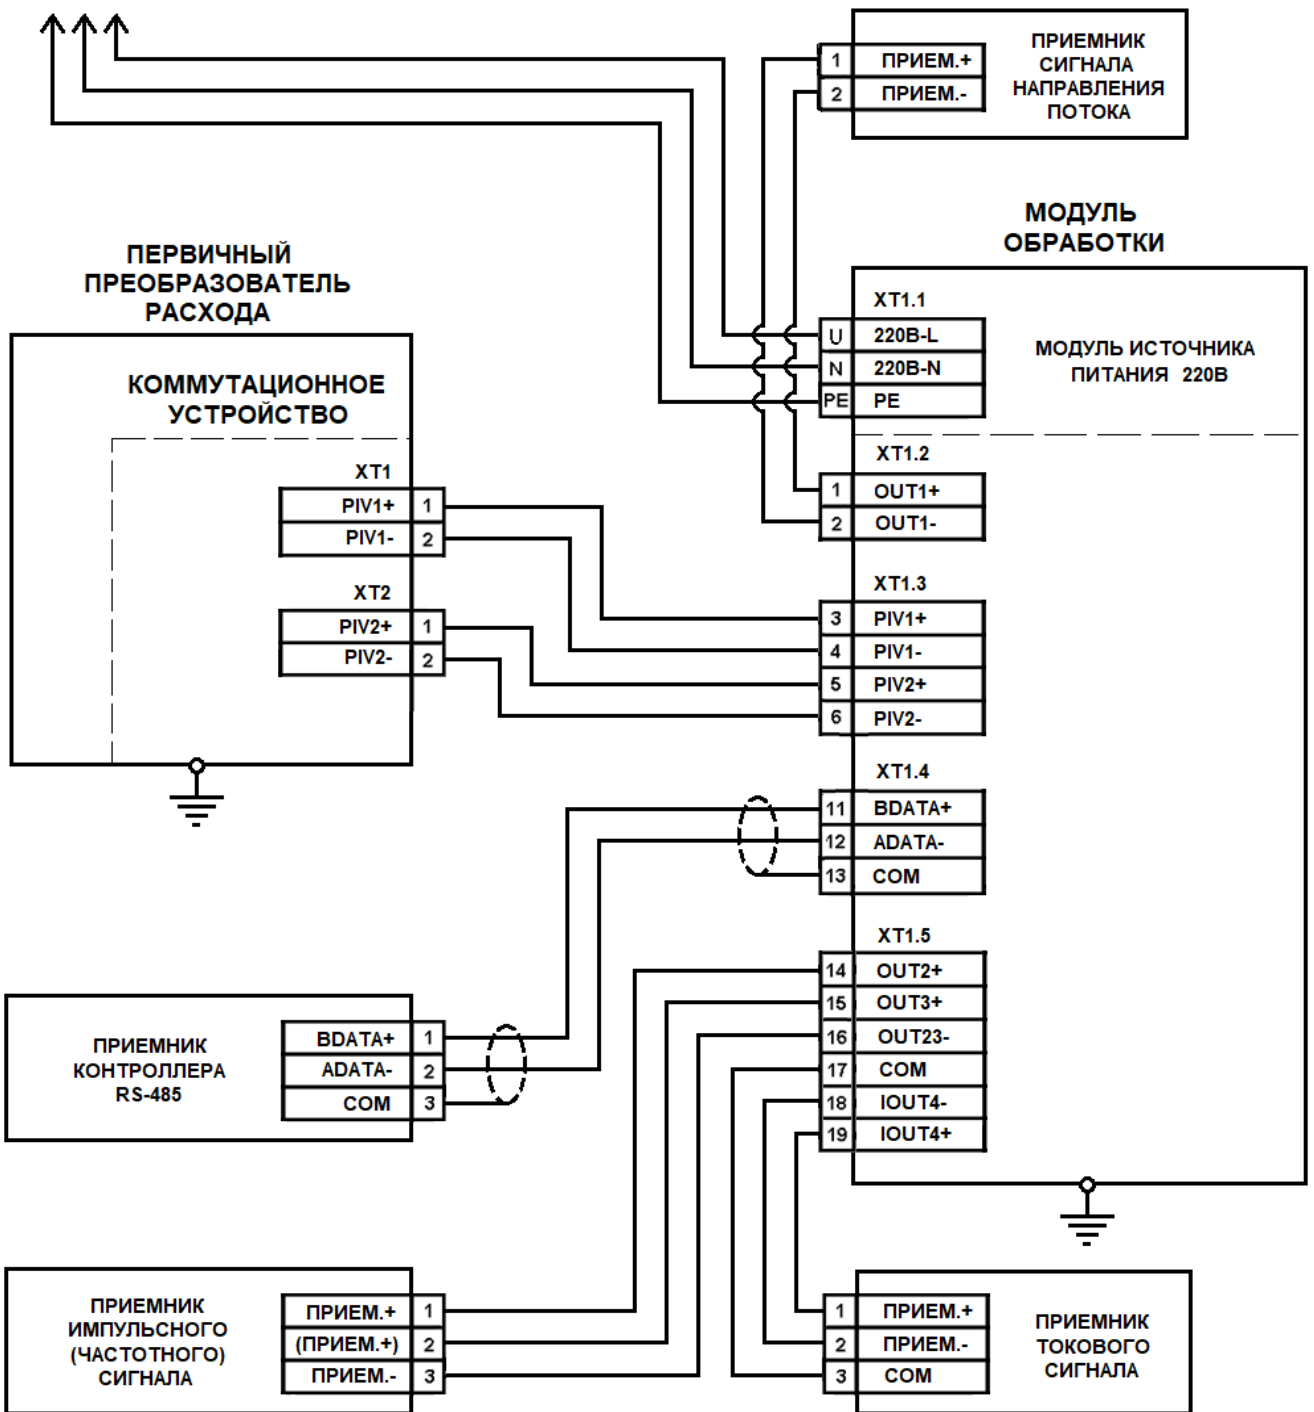 1 ПРИЕМ.+
2 ПРИЕМ.-
ПРИЕМНИК
СИГНАЛА
НАПРАВЛЕНИЯ
ПОТОКА
МОДУЛЬ
ОБРАБОТКИ
ПЕРВИЧНЫЙ
ПРЕОБРАЗОВАТЕЛЬ
РАСХОДА
КОММУТАЦИОННОЕ
УСТРОЙСТВО
XT1
PIV1+ 1
PIV1- 2
XT2
PIV2+ 1
PIV2- 2
XT1.1
U 220В-L
N 220В-N
PE PE
МОДУЛЬ ИСТОЧНИКА
ПИТАНИЯ 220В
XT1.2
1 OUT1+
2 OUT1-
XT1.3
3 PIV1+
4 PIV1-
5 PIV2+
6 PIV2-
XT1.4
11 BDATA+
12 ADATA-
13 COM
XT1.5
14 OUT2+
15 OUT3+
16 OUT23-
17 COM
18 IOUT4-
19 IOUT4+
ПРИЕМНИК
КОНТРОЛЛЕРА
RS-485
BDATA+ 1
ADATA- 2
COM 3
ПРИЕМНИК
ИМПУЛЬСНОГО
(ЧАСТОТНОГО)
СИГНАЛА
ПРИЕМ.+ 1
(ПРИЕМ.+) 2
ПРИЕМ.- 3
1 ПРИЕМ.+
2 ПРИЕМ.-
3 COM
ПРИЕМНИК
ТОКОВОГО
СИГНАЛА